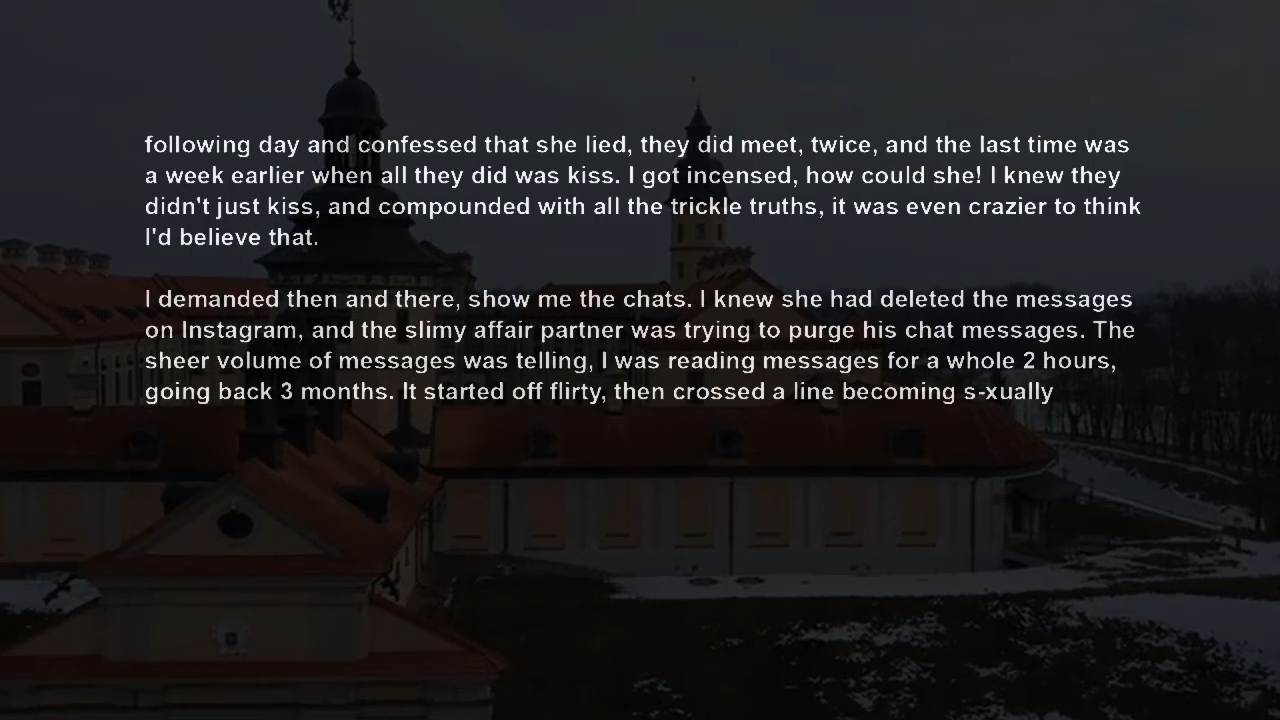 following day and confessed that she lied, they did meet, twice, and the last time was
a week earlier when all they did was kiss. I got incensed, how could she! I knew they
didn't just kiss, and compounded with all the trickle truths, it was even crazier to think
I'd believe that.
I demanded then and there, show me the chats. I knew she had deleted the messages
on Instagram, and the slimy affair partner was trying to purge his chat messages. The
sheer volume of messages was telling, I was reading messages for a whole 2 hours,
going back 3 months. It started off flirty, then crossed a line becoming s-xually